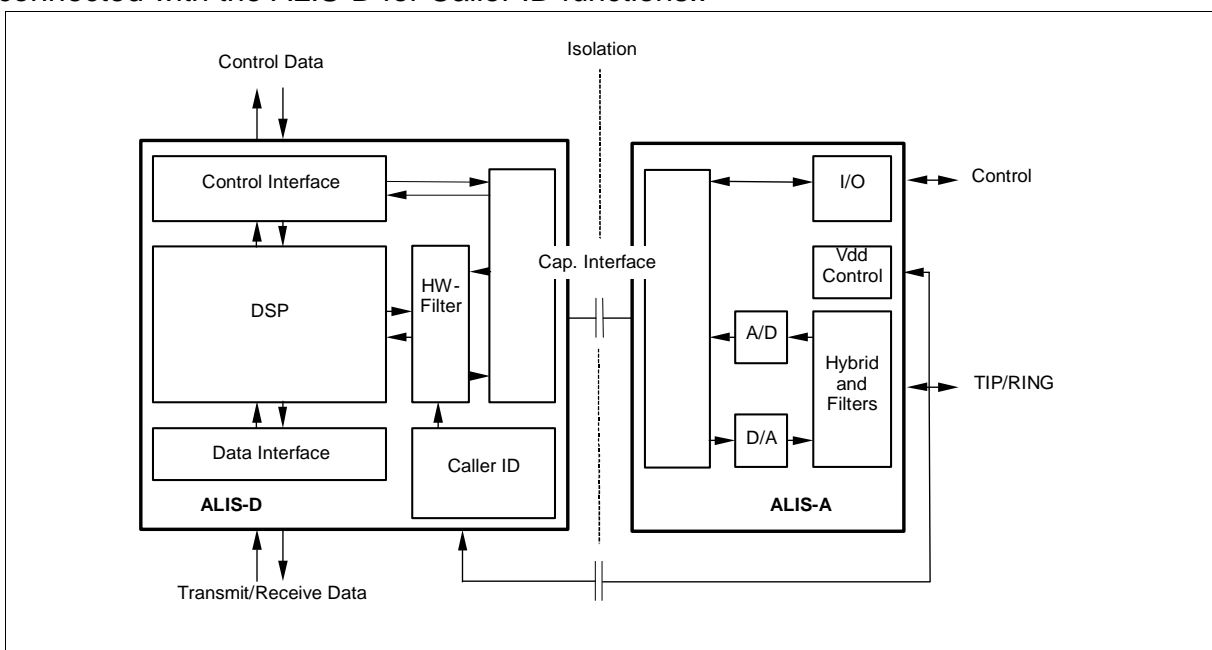 connected with the ALIS-D for Caller ID functions..
Isolation
Control Data
Control Interface
I/O
Control
Vdd
Control
Cap. Interface
HW-
Filter
DSP
A/D
Hybrid
and
Filters
TIP/RING
D/A
Data Interface
Caller ID
ALIS-D
ALIS-A
Transmit/Receive Data